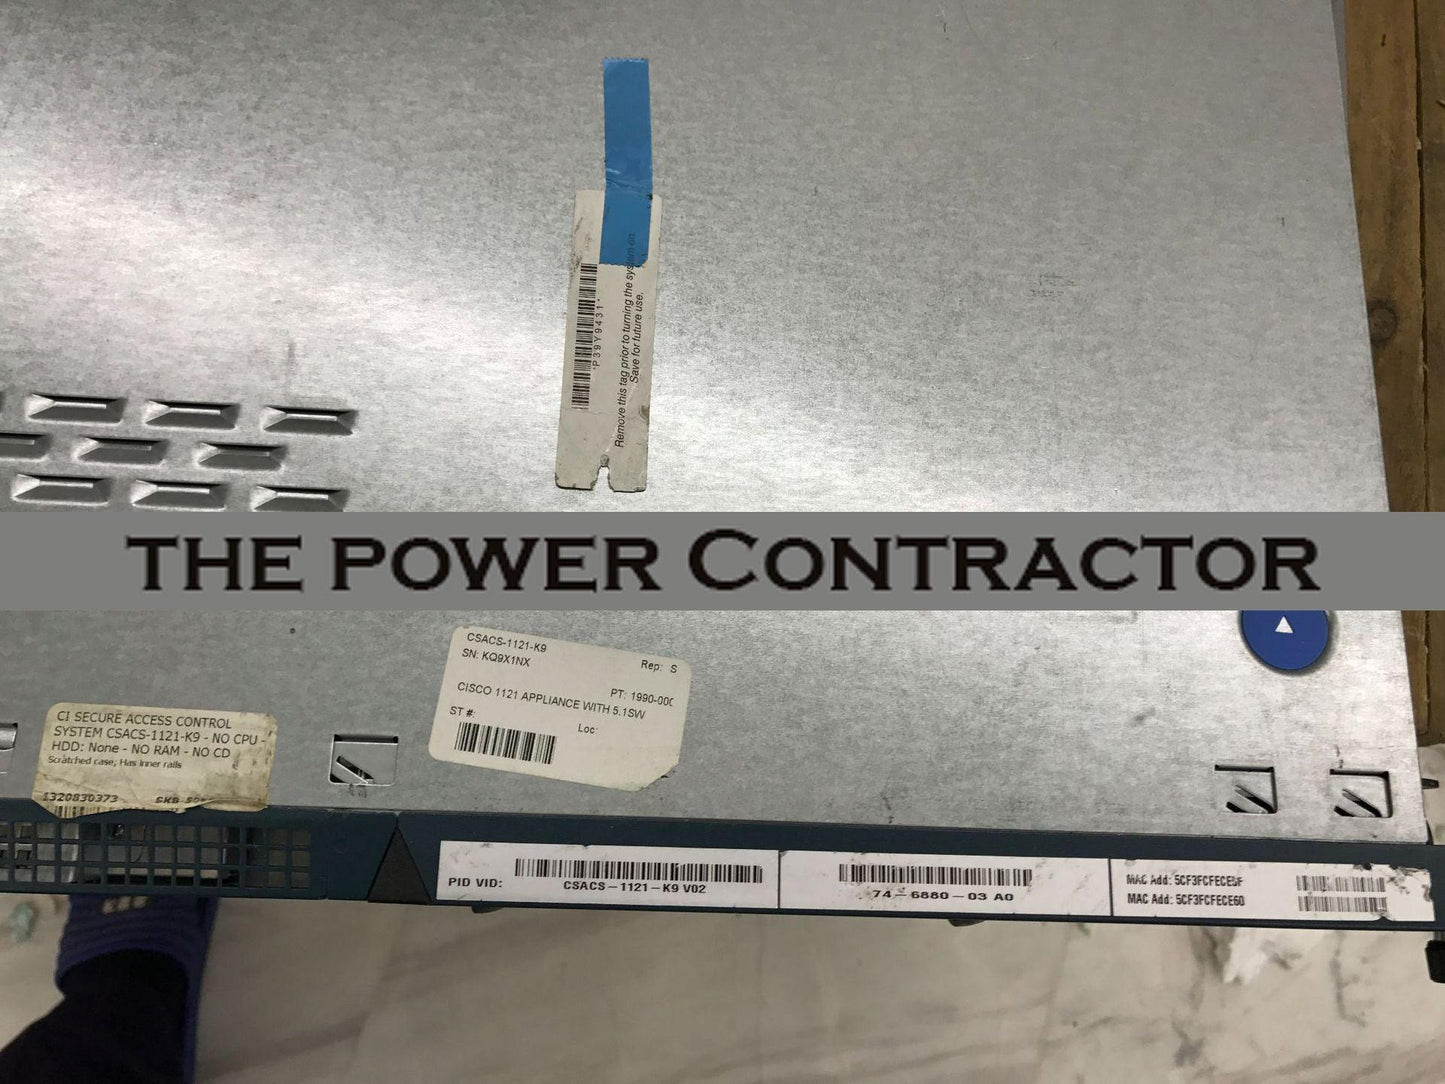 *P39Y9431*
Remove this tag prior to turning the system on.
Save for future use.
THE POWER CONTRACTOR
CSACS-1121-K9
SN: KQ9X1NX
Rep: S
PT: 1990-000
CISCO 1121 APPLIANCE WITH 5.1SW
ST #:
Loc:
CI SECURE ACCESS CONTROL
SYSTEM CSACS-1121-K9 - NO CPU -
HDD: None - NO RAM - NO CD
Scratched case, Has inner rails
1320830373
PID VID:
CSACS-1121-K9 V02
74-6880-03 A0
MAC Add: 5CF3FCFECE5F
MAC Add: 5CF3FCFECE60